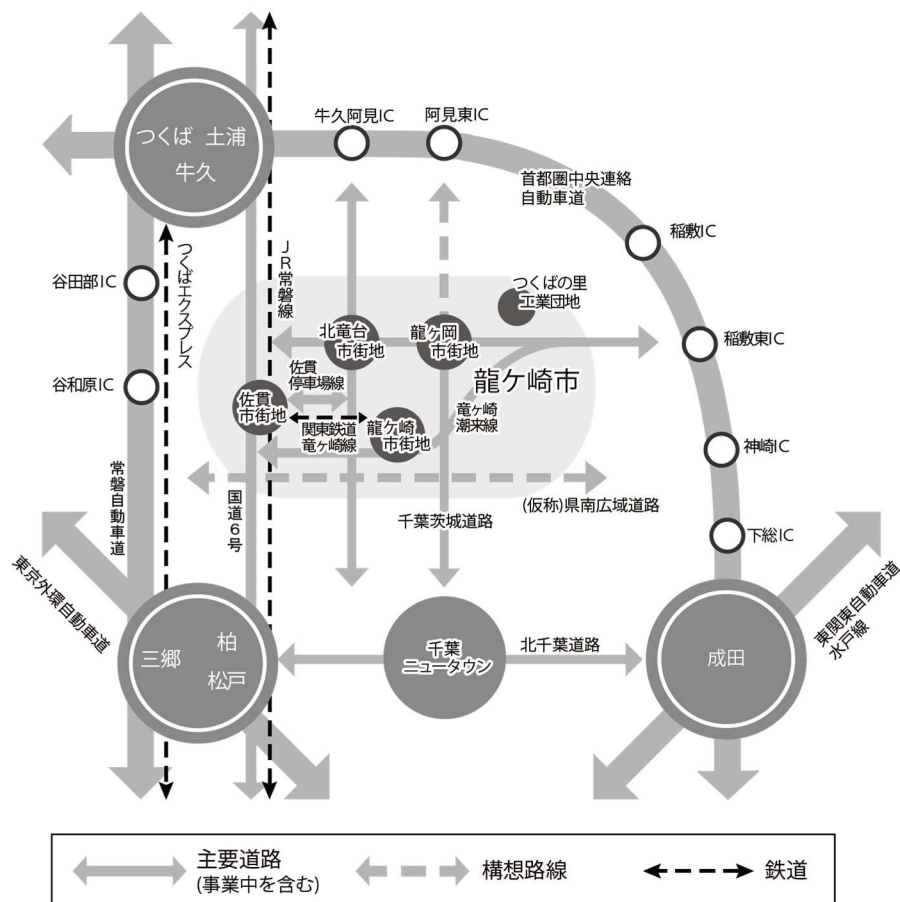 牛久阿見IC
阿見東IC
つくば 土浦
牛久
首都圏中央連絡
自動車道
稲敷IC
谷田部IC
つくばエクスプレス
JR常磐線
つくばの里
工業団地
北竜台
市街地
龍ヶ岡
市街地
稲敷東IC
谷和原IC
佐貫
停車場線
龍ケ崎市
佐貫
市街地
関東鉄道
竜ヶ崎線
龍ケ崎
市街地
竜ヶ崎
潮来線
神崎IC
常磐自動車道
国道6号
千葉茨城道路
(仮称)県南広域道路
下総IC
東京外環自動車道
東関東自動車道
水戸線
三郷
柏
松戸
千葉
ニュータウン
北千葉道路
成田
主要道路
(事業中を含む)
構想路線
鉄道